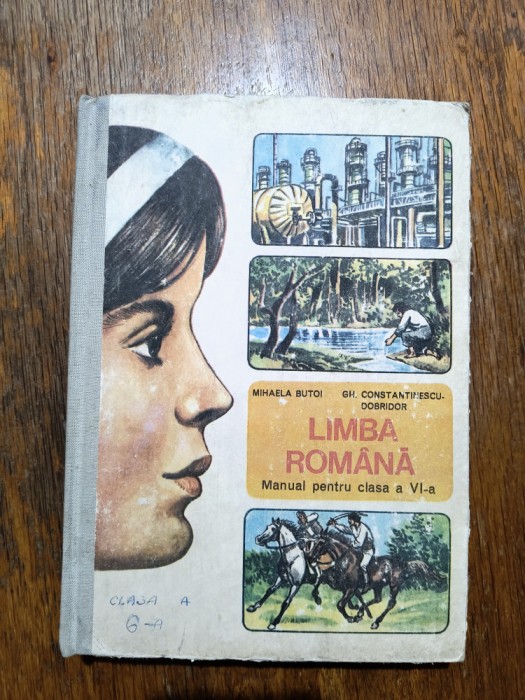 MIHAELA BUTOI GH. CONSTANTINESCU-
DOBRIDOR
LIMBA
ROMÂNĂ
Manual pentru clasa a VI-a
CLASA A
6-A